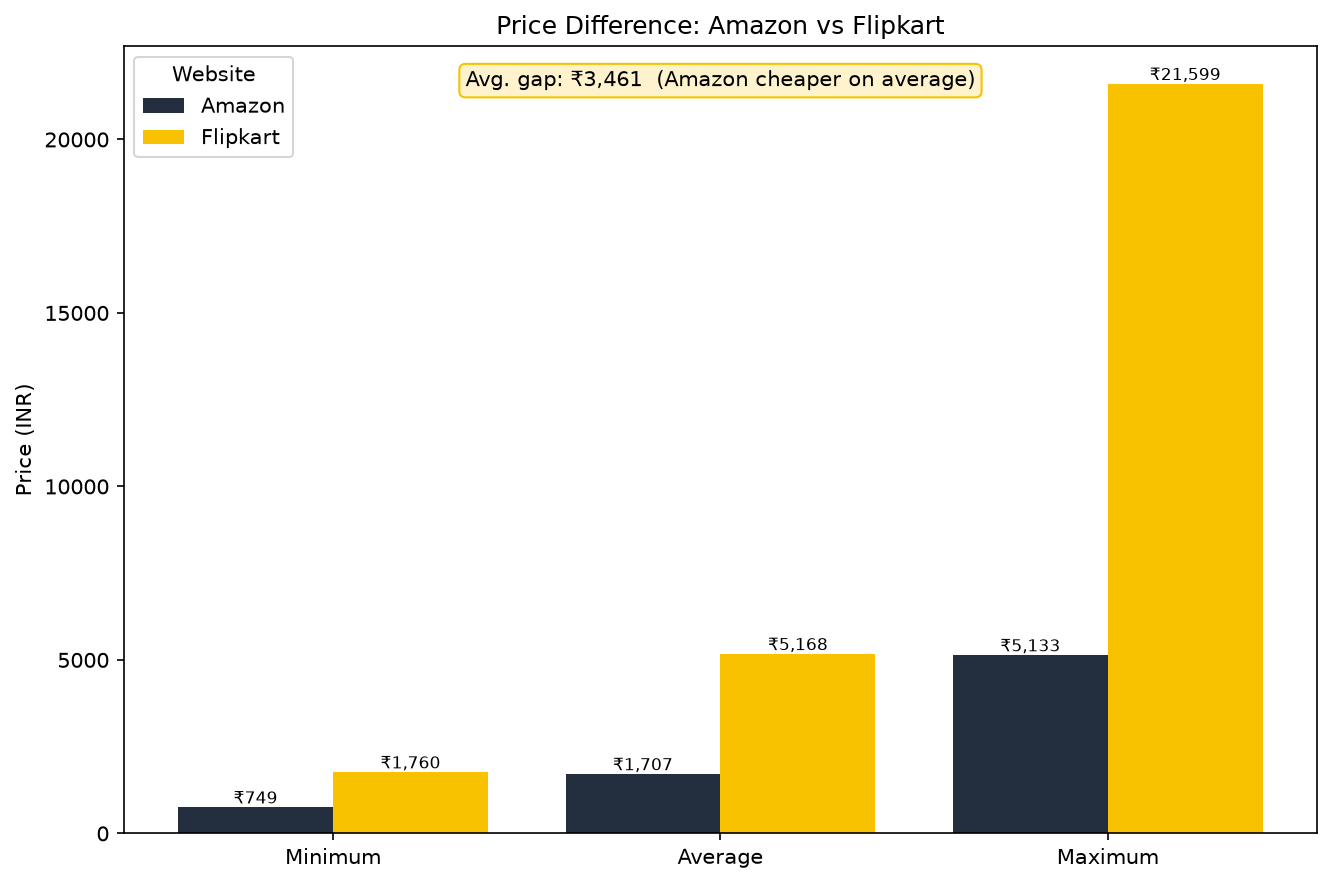 Price Difference: Amazon vs Flipkart
Website
Amazon
Flipkart
Avg. gap: ₹3,461  (Amazon cheaper on average)
Price (INR)
20000
15000
10000
5000
0
₹749
₹1,760
₹1,707
₹5,168
₹5,133
₹21,599
Minimum
Average
Maximum